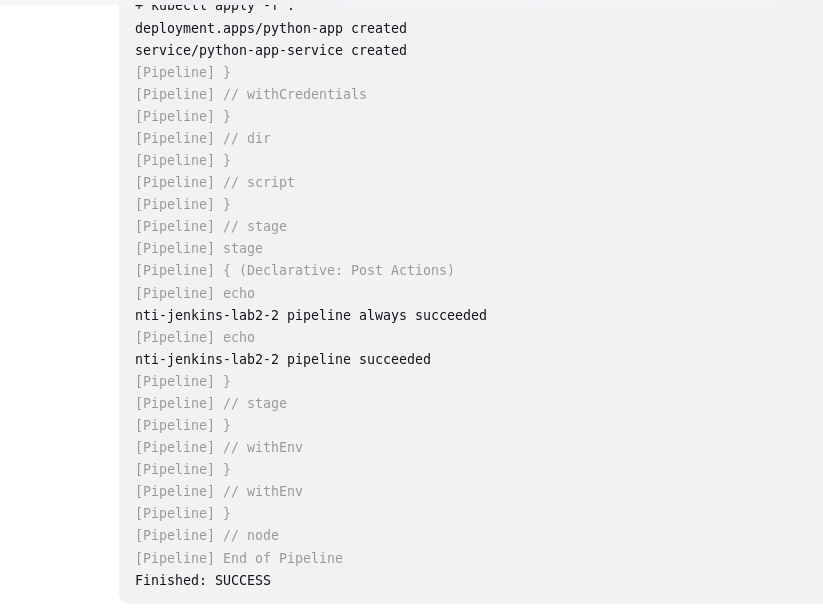 + kubectl apply -f .
deployment.apps/python-app created
service/python-app-service created
[Pipeline] }
[Pipeline] // withCredentials
[Pipeline] }
[Pipeline] // dir
[Pipeline] }
[Pipeline] // script
[Pipeline] }
[Pipeline] // stage
[Pipeline] stage
[Pipeline] { (Declarative: Post Actions)
[Pipeline] echo
nti-jenkins-lab2-2 pipeline always succeeded
[Pipeline] echo
nti-jenkins-lab2-2 pipeline succeeded
[Pipeline] }
[Pipeline] // stage
[Pipeline] }
[Pipeline] // withEnv
[Pipeline] }
[Pipeline] // withEnv
[Pipeline] }
[Pipeline] // node
[Pipeline] End of Pipeline
Finished: SUCCESS